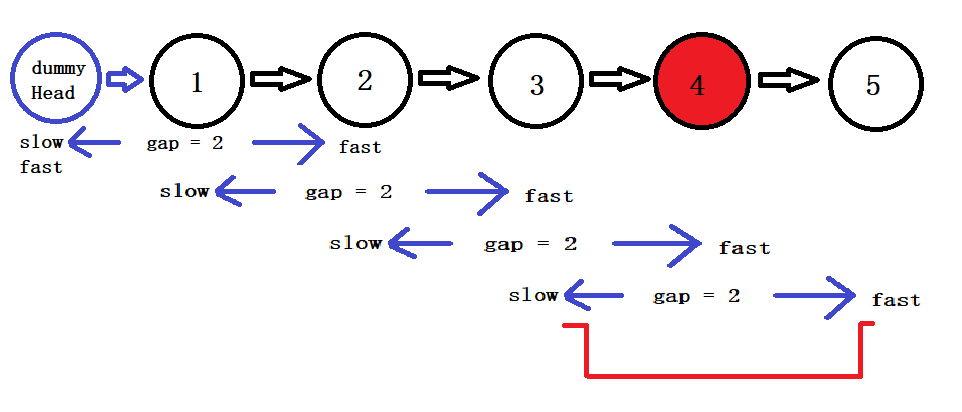 dummy
Head
1
2
3
4
5
slow
fast
gap = 2
fast
slow
gap = 2
fast
slow
gap = 2
fast
slow
gap = 2
fast